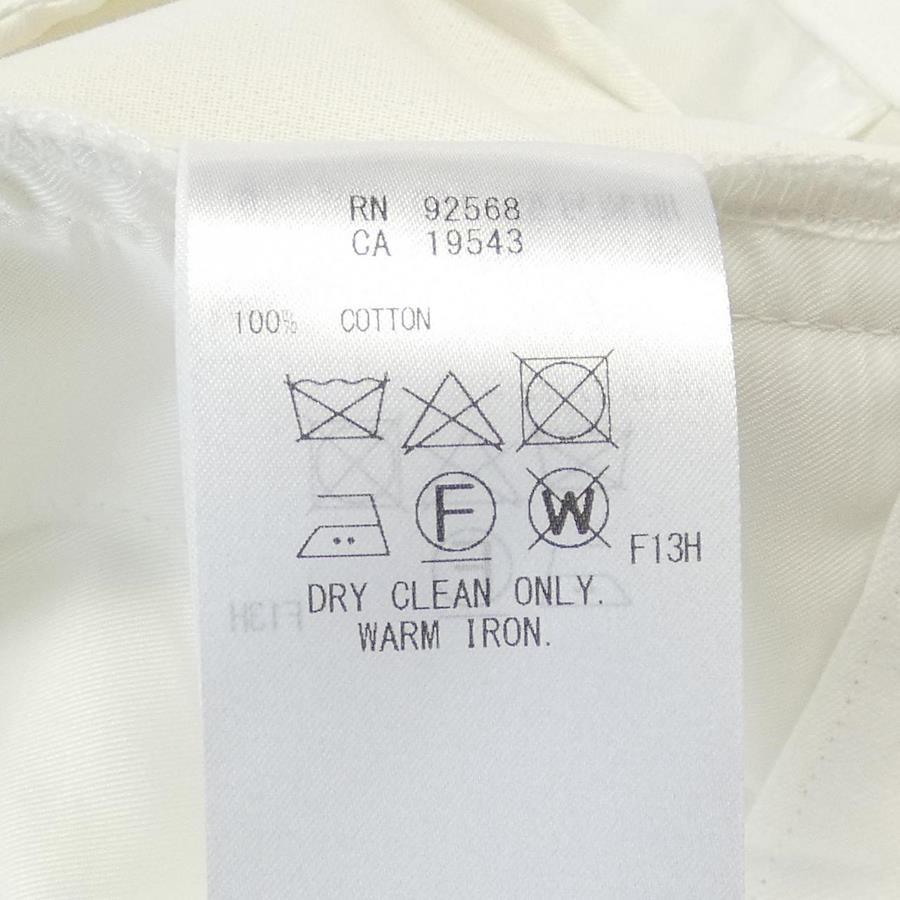 RN 92568
CA 19543
100% COTTON
F W F13H
DRY CLEAN ONLY.
WARM IRON.